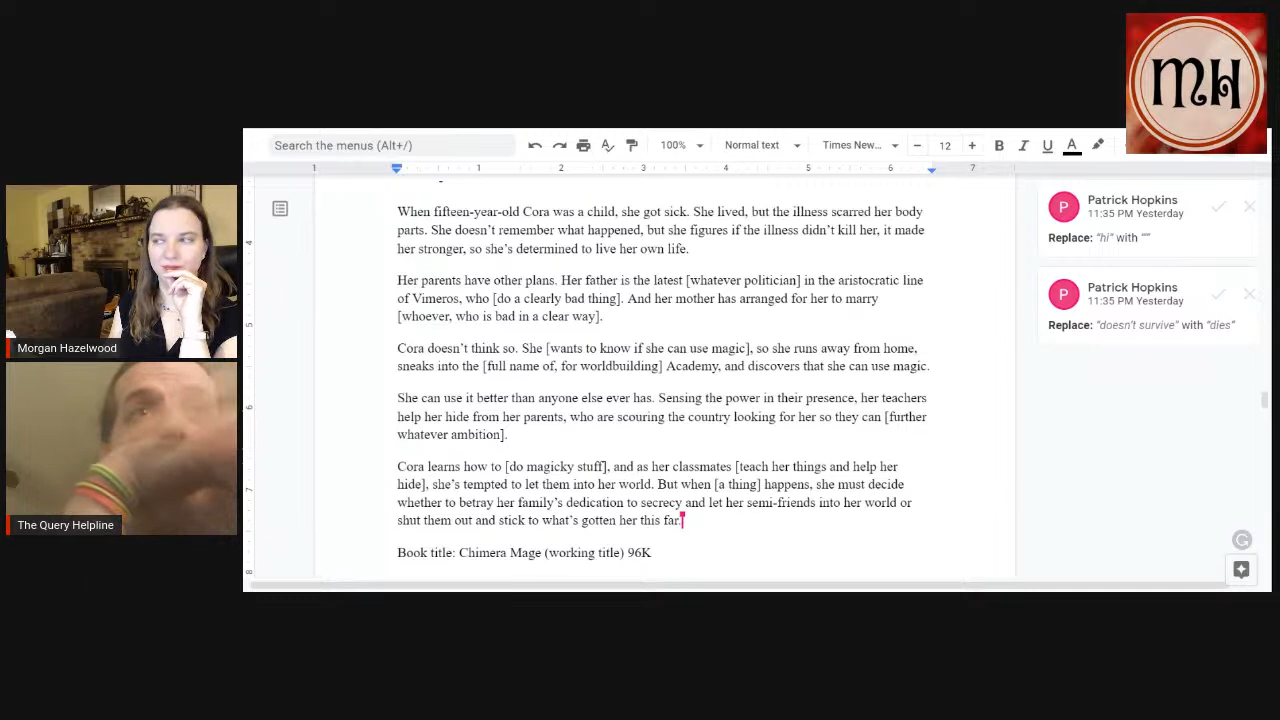 MH
Search the menus (Alt+/)
100%
Normal text
Times New...
12
B I U A
1 1 2 3 4 5 6 7
4
5
6
7
8
When fifteen-year-old Cora was a child, she got sick. She lived, but the illness scarred her body
parts. She doesn't remember what happened, but she figures if the illness didn't kill her, it made
her stronger, so she's determined to live her own life.
Her parents have other plans. Her father is the latest [whatever politician] in the aristocratic line
of Vimeros, who [do a clearly bad thing]. And her mother has arranged for her to marry
[whoever, who is bad in a clear way].
Cora doesn't think so. She [wants to know if she can use magic], so she runs away from home,
sneaks into the [full name of, for worldbuilding] Academy, and discovers that she can use magic.
She can use it better than anyone else ever has. Sensing the power in their presence, her teachers
help her hide from her parents, who are scouring the country looking for her so they can [further
whatever ambition].
Cora learns how to [do magicky stuff], and as her classmates [teach her things and help her
hide], she's tempted to let them into her world. But when [a thing] happens, she must decide
whether to betray her family's dedication to secrecy and let her semi-friends into her world or
shut them out and stick to what's gotten her this far.
Book title: Chimera Mage (working title) 96K
P
Patrick Hopkins
11:35 PM Yesterday
Replace: "hi" with ""
P
Patrick Hopkins
11:35 PM Yesterday
Replace: "doesn't survive" with "dies"
Morgan Hazelwood
The Query Helpline